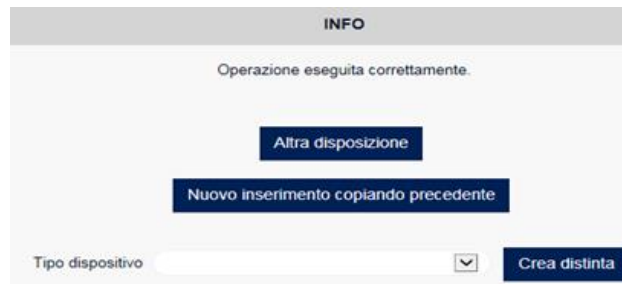 INFO
Operazione eseguita correttamente.
Altra disposizione
Nuovo inserimento copiando precedente
Tipo dispositivo
Crea distinta